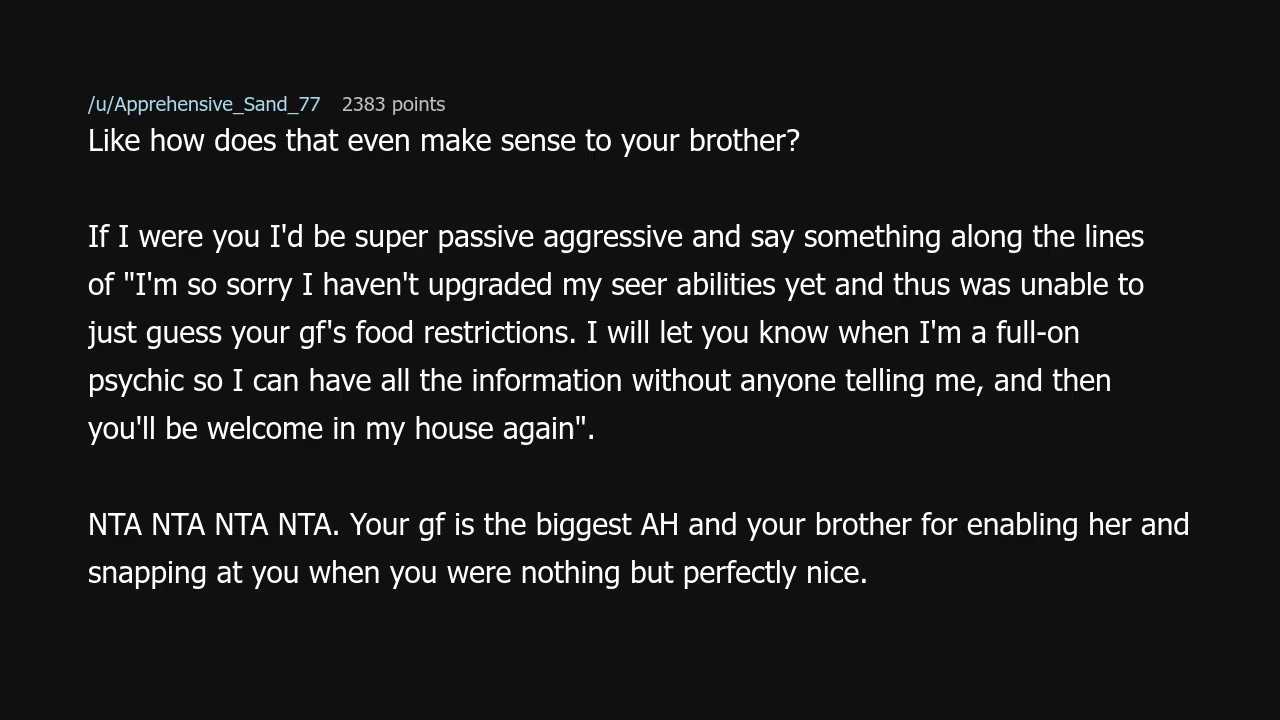 /u/Apprehensive_Sand_77 2383 points
Like how does that even make sense to your brother?
If I were you I'd be super passive aggressive and say something along the lines
of "I'm so sorry I haven't upgraded my seer abilities yet and thus was unable to
just guess your gf's food restrictions. I will let you know when I'm a full-on
psychic so I can have all the information without anyone telling me, and then
you'll be welcome in my house again".
NTA NTA NTA NTA. Your gf is the biggest AH and your brother for enabling her and
snapping at you when you were nothing but perfectly nice.